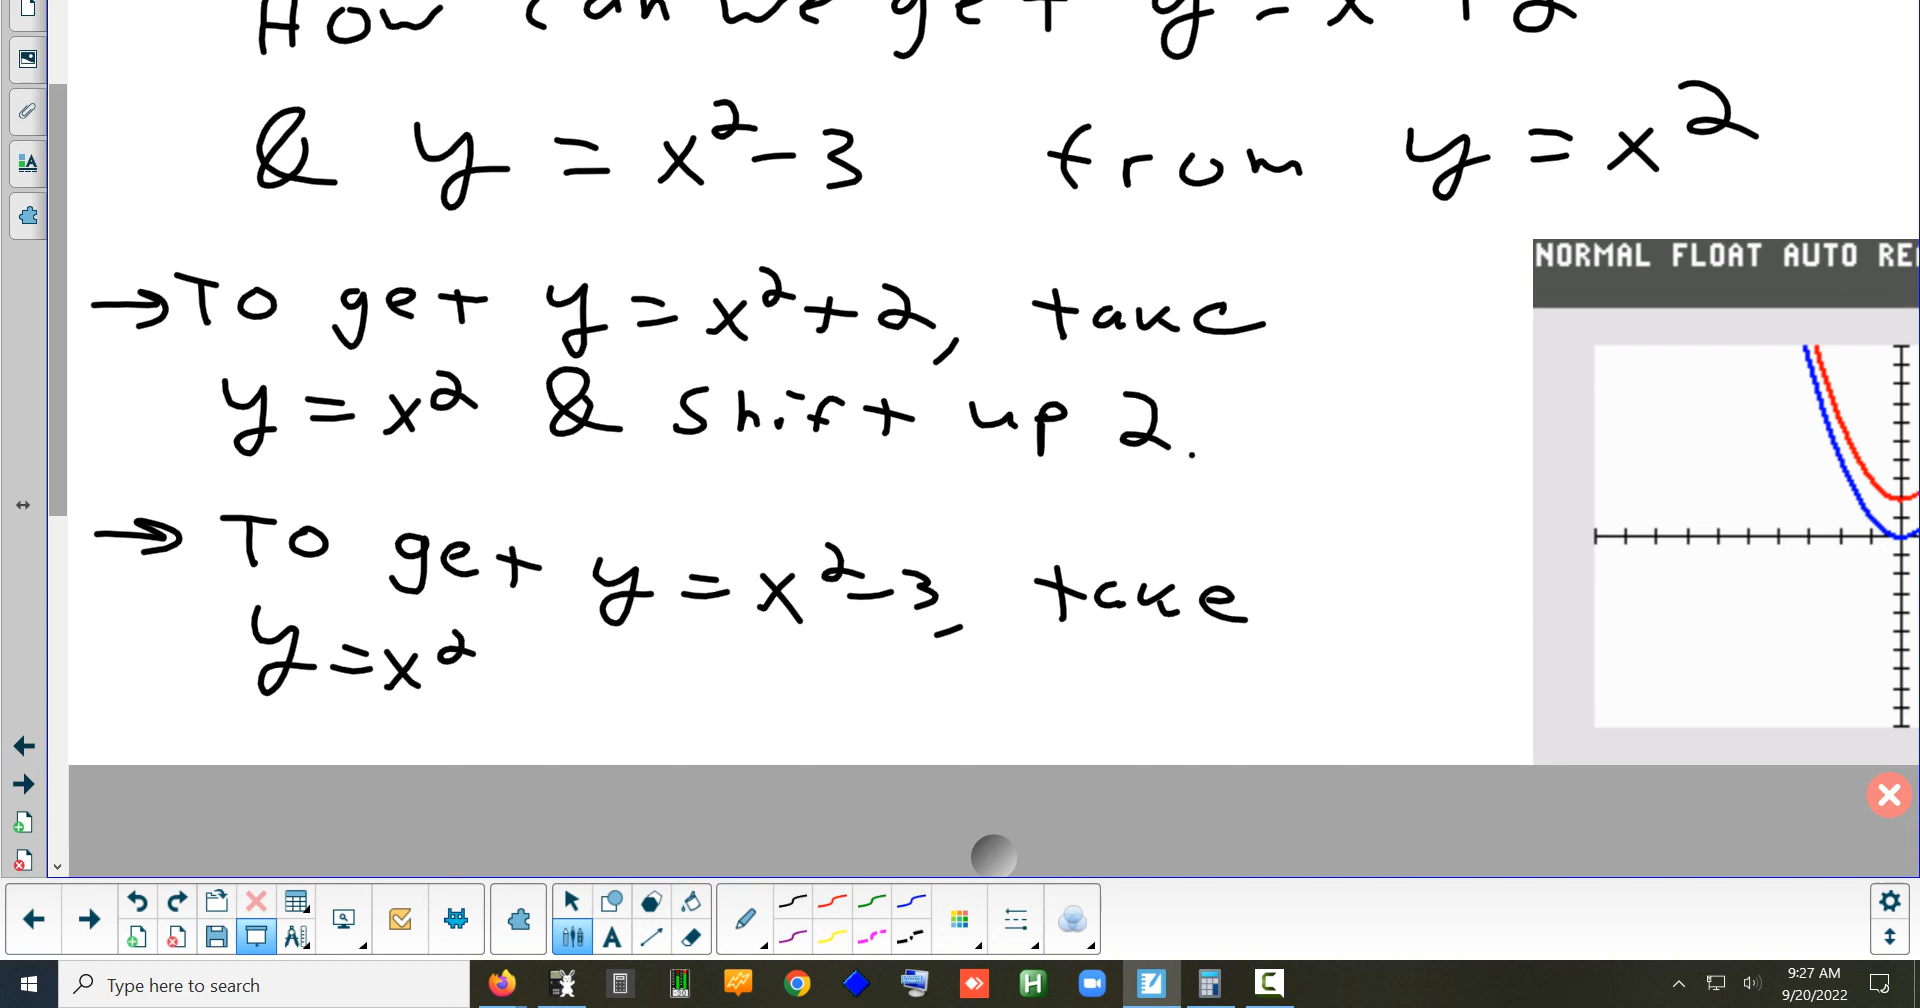 How can we get y = x²+2
& y = x²-3 from y = x²
NORMAL FLOAT AUTO
→To get y = x²+2, take
y = x² & shift up 2.
→ To get y = x²-3, take
y=x²
A
Type here to search
9:27 AM
9/20/2022